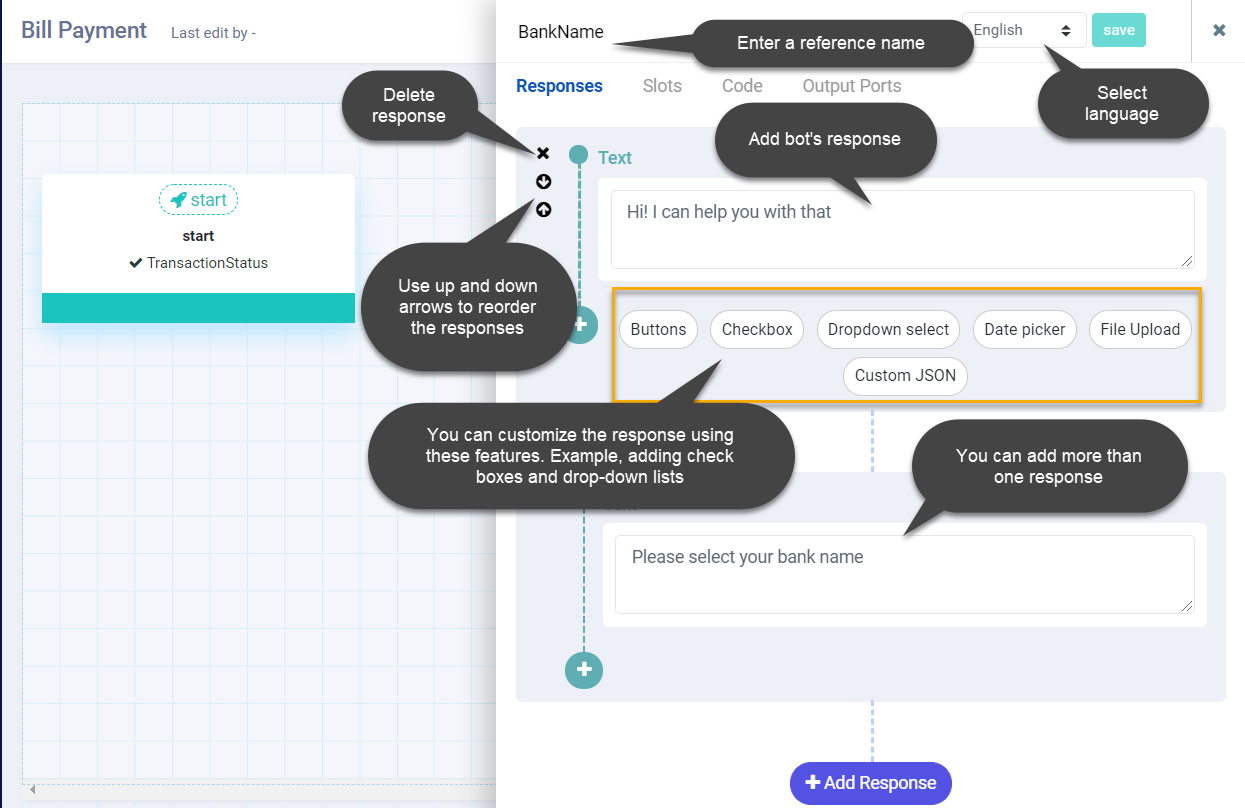 Bill Payment
Last edit by -
BankName
Enter a reference name
English
save
Select
language
Responses
Slots
Code
Output Ports
Delete
response
Add bot's response
Text
Hi! I can help you with that
start
start
TransactionStatus
Use up and down
arrows to reorder
the responses
Buttons
Checkbox
Dropdown select
Date picker
File Upload
Custom JSON
You can customize the response using
these features. Example, adding check
boxes and drop-down lists
You can add more than
one response
Please select your bank name
Add Response